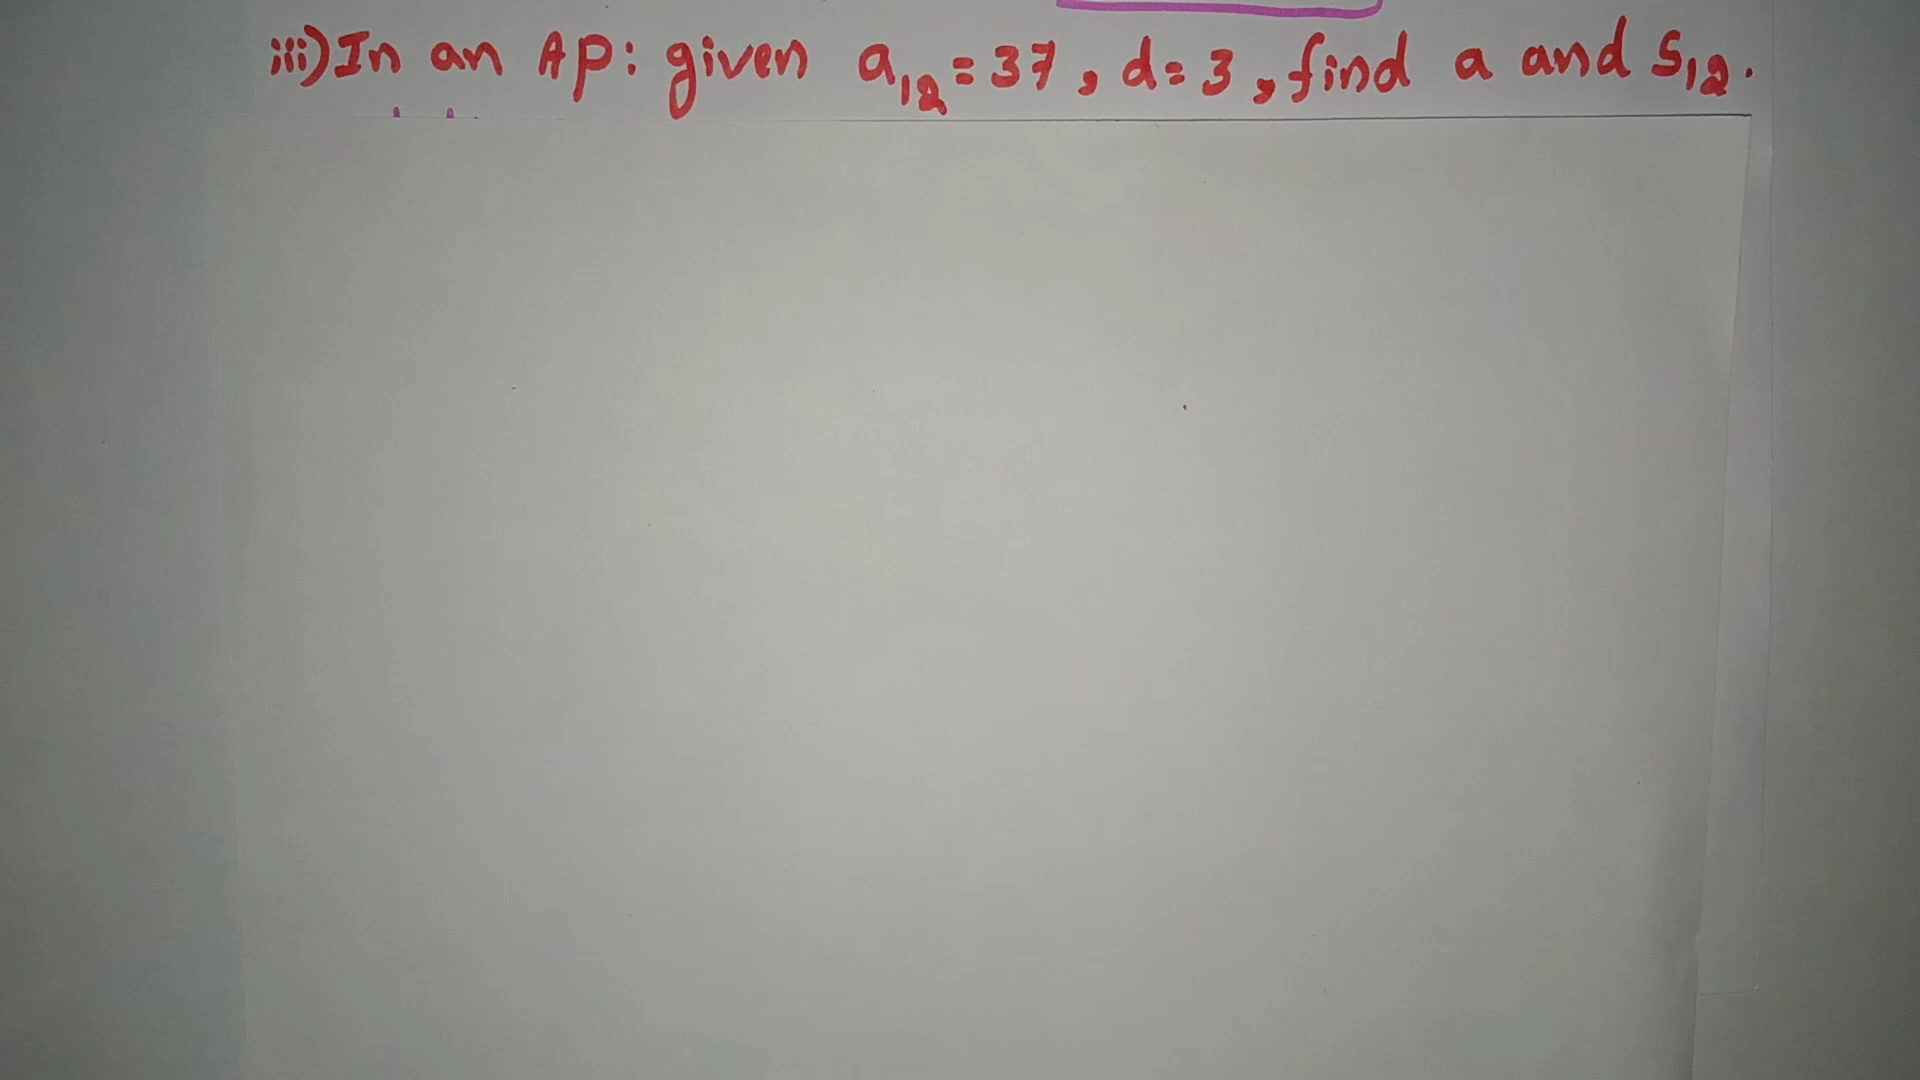 iii) In an AP: given a₁₂ = 37, d = 3, find a and S₁₂.